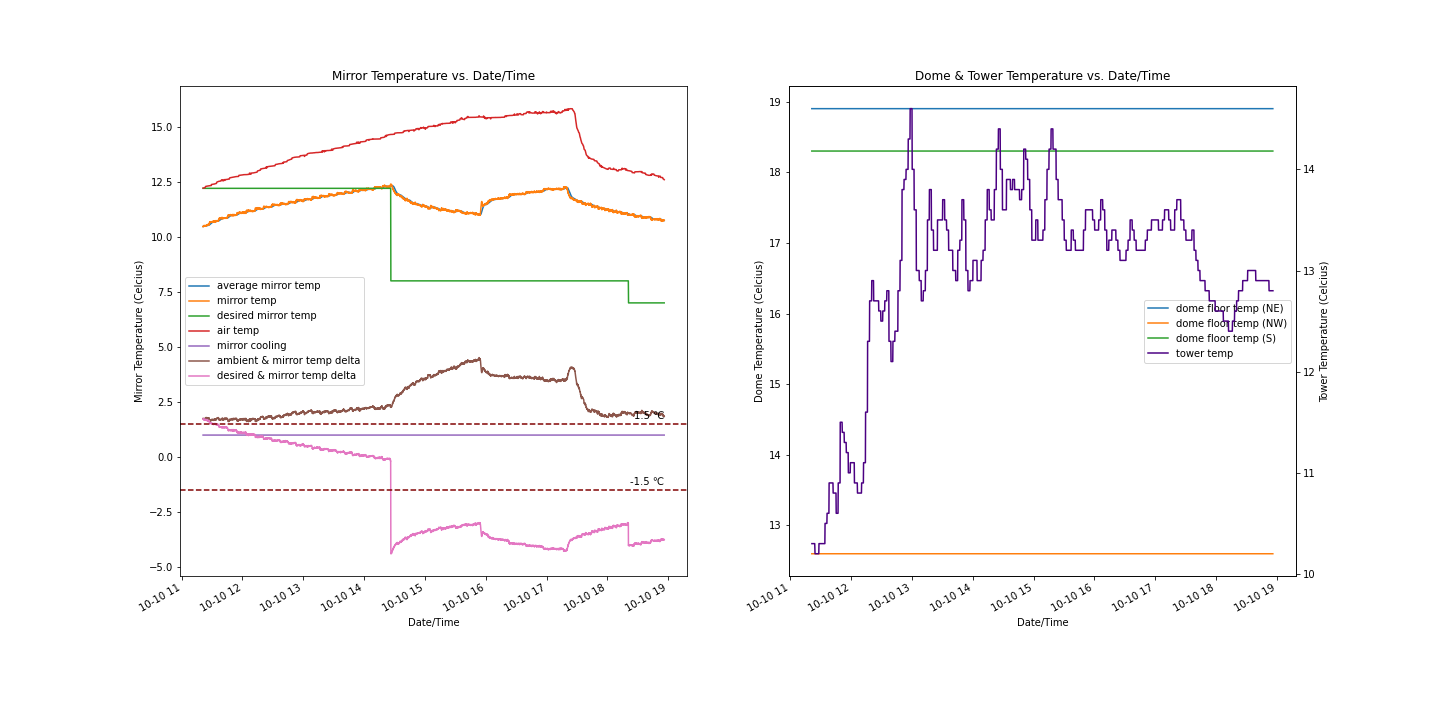 Mirror Temperature vs. Date/Time
Mirror Temperature (Celcius)
15.0
12.5
10.0
7.5
5.0
2.5
0.0
−2.5
−5.0
average mirror temp
mirror temp
desired mirror temp
air temp
mirror cooling
ambient & mirror temp delta
desired & mirror temp delta
1.5 ℃
-1.5 ℃
10-10 11
10-10 12
10-10 13
10-10 14
10-10 15
10-10 16
10-10 17
10-10 18
10-10 19
Date/Time
Dome & Tower Temperature vs. Date/Time
Dome Temperature (Celcius)
19
18
17
16
15
14
13
dome floor temp (NE)
dome floor temp (NW)
dome floor temp (S)
tower temp
14
13
12
11
10
Tower Temperature (Celcius)
10-10 11
10-10 12
10-10 13
10-10 14
10-10 15
10-10 16
10-10 17
10-10 18
10-10 19
Date/Time